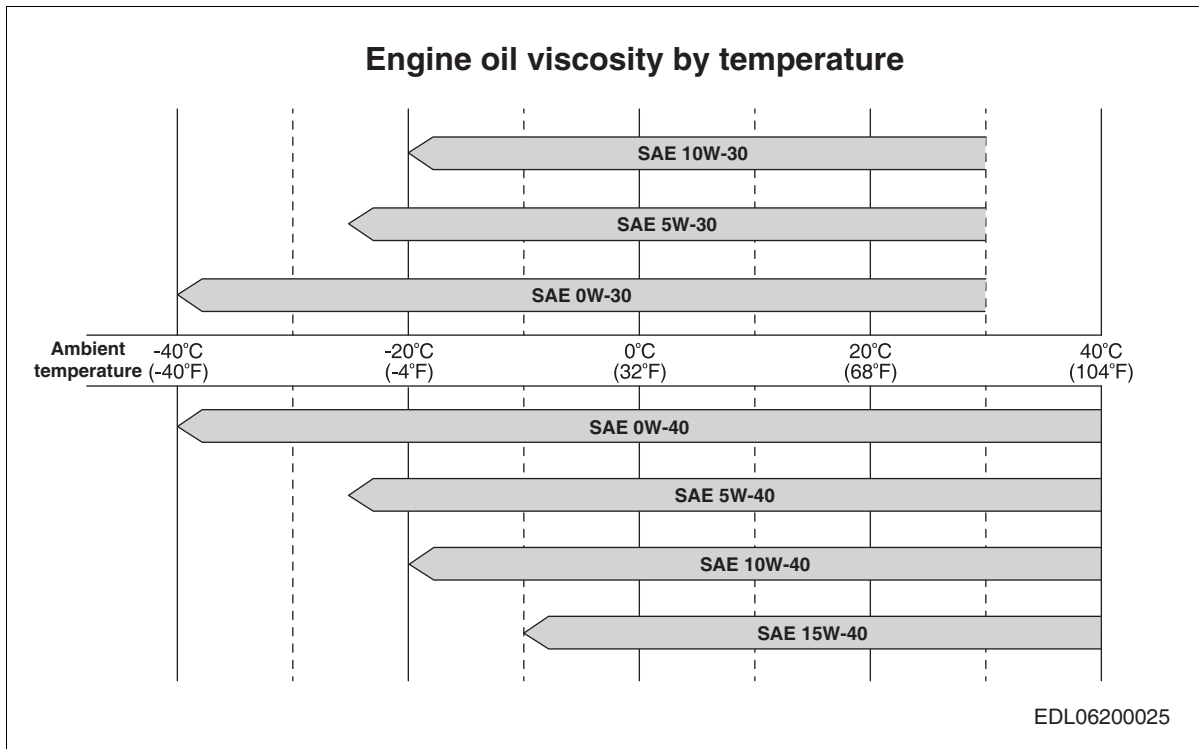 Engine oil viscosity by temperature
SAE 10W-30
SAE 5W-30
SAE 0W-30
Ambient temperature
-40°C
(-40°F)
-20°C
(-4°F)
0°C
(32°F)
20°C
(68°F)
40°C
(104°F)
SAE 0W-40
SAE 5W-40
SAE 10W-40
SAE 15W-40
EDL06200025